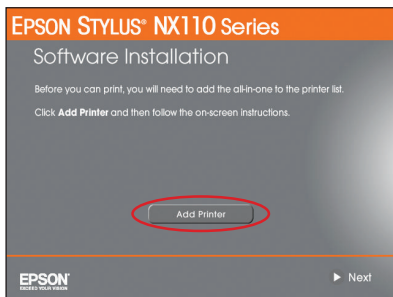 EPSON STYLUS® NX110 Series
Software Installation
Before you can print, you will need to add the all-in-one to the printer list.
Click Add Printer and then follow the on-screen instructions.
Add Printer
EPSON®
EXCEED YOUR VISION
Next